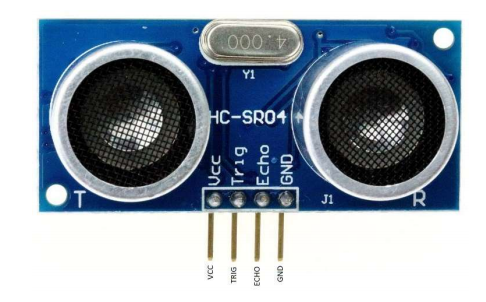 4.000
Y1
HC-SR04
Vcc
Trig
Echo
GND
T
J1
R
VCC
TRIG
ECHO
GND